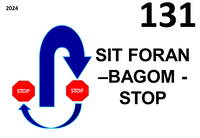 2024
131
SIT FORAN
–BAGOM -
STOP
STOP
STOP